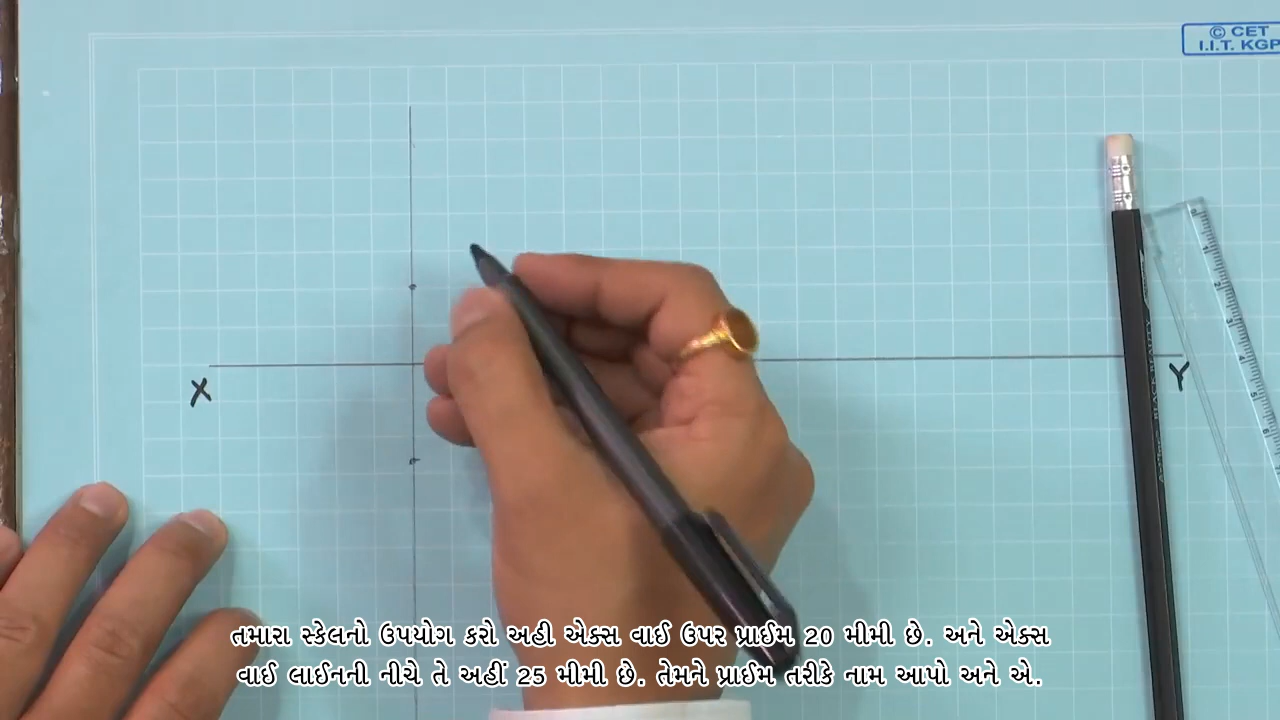 © CET
I.I.T. KGP
X
Y
તમારા સ્કેલનો ઉપયોગ કરો અહી એક્સ વાઈ ઉપર પ્રાઈમ 20 મીમી છે. અને એક્સ
વાઈ લાઈનની નીચે તે અહીં 25 મીમી છે. તેમને પ્રાઈમ તરીકે નામ આપો અને એ.